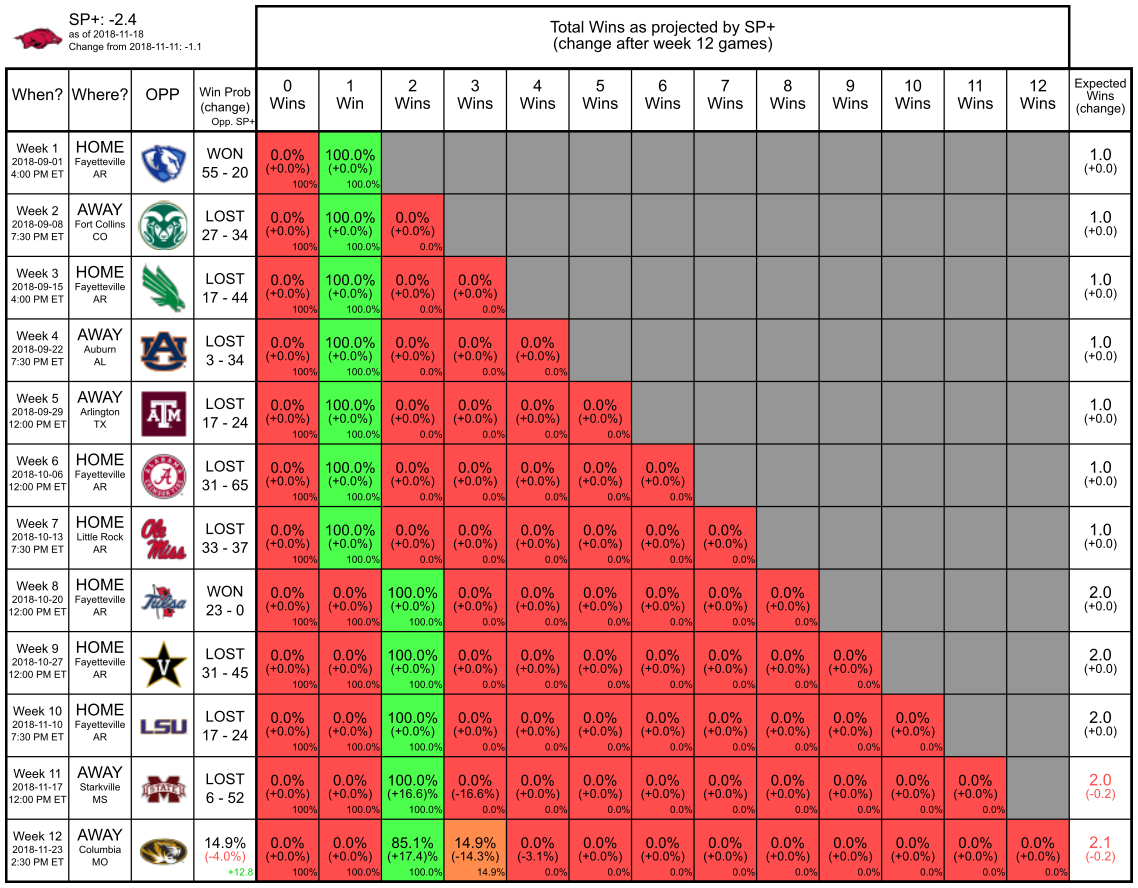 SP+: -2.4
as of 2018-11-18
Change from 2018-11-11: -1.1
Total Wins as projected by SP+
(change after week 12 games)
When? Where? OPP Win Prob (change) Opp. SP+ 0 Wins 1 Win 2 Wins 3 Wins 4 Wins 5 Wins 6 Wins 7 Wins 8 Wins 9 Wins 10 Wins 11 Wins 12 Wins Expected Wins (change)
Week 1 HOME WON 0.0% 100.0% 1.0
2018-09-01 Fayetteville 55 - 20 (+0.0%) (+0.0%) (+0.0)
4:00 PM ET AR 100% 100.0%
Week 2 AWAY LOST 0.0% 100.0% 0.0% 1.0
2018-09-08 Fort Collins 27 - 34 (+0.0%) (+0.0%) (+0.0%) (+0.0)
7:30 PM ET CO 100% 100.0% 0.0%
Week 3 HOME LOST 0.0% 100.0% 0.0% 0.0% 1.0
2018-09-15 Fayetteville 17 - 44 (+0.0%) (+0.0%) (+0.0%) (+0.0%) (+0.0)
4:00 PM ET AR 100% 100.0% 0.0% 0.0%
Week 4 AWAY LOST 0.0% 100.0% 0.0% 0.0% 0.0% 1.0
2018-09-22 Auburn AU 3 - 34 (+0.0%) (+0.0%) (+0.0%) (+0.0%) (+0.0%) (+0.0)
7:30 PM ET AL 100% 100.0% 0.0% 0.0% 0.0%
Week 5 AWAY LOST 0.0% 100.0% 0.0% 0.0% 0.0% 0.0% 1.0
2018-09-29 Arlington ATM 17 - 24 (+0.0%) (+0.0%) (+0.0%) (+0.0%) (+0.0%) (+0.0%) (+0.0)
12:00 PM ET TX 100% 100.0% 0.0% 0.0% 0.0% 0.0%
Week 6 HOME LOST 0.0% 100.0% 0.0% 0.0% 0.0% 0.0% 0.0% 1.0
2018-10-06 Fayetteville ALABAMA A CRIMSON TIDE 31 - 65 (+0.0%) (+0.0%) (+0.0%) (+0.0%) (+0.0%) (+0.0%) (+0.0%) (+0.0)
12:00 PM ET AR 100% 100.0% 0.0% 0.0% 0.0% 0.0% 0.0%
Week 7 HOME LOST 0.0% 100.0% 0.0% 0.0% 0.0% 0.0% 0.0% 0.0% 1.0
2018-10-13 Little Rock Ole Miss 33 - 37 (+0.0%) (+0.0%) (+0.0%) (+0.0%) (+0.0%) (+0.0%) (+0.0%) (+0.0%) (+0.0)
7:30 PM ET AR 100% 100.0% 0.0% 0.0% 0.0% 0.0% 0.0% 0.0%
Week 8 HOME WON 0.0% 0.0% 100.0% 0.0% 0.0% 0.0% 0.0% 0.0% 0.0% 2.0
2018-10-20 Fayetteville Tulsa 23 - 0 (+0.0%) (+0.0%) (+0.0%) (+0.0%) (+0.0%) (+0.0%) (+0.0%) (+0.0%) (+0.0%) (+0.0)
12:00 PM ET AR 100% 100.0% 100.0% 0.0% 0.0% 0.0% 0.0% 0.0% 0.0%
Week 9 HOME LOST 0.0% 0.0% 100.0% 0.0% 0.0% 0.0% 0.0% 0.0% 0.0% 0.0% 2.0
2018-10-27 Fayetteville V 31 - 45 (+0.0%) (+0.0%) (+0.0%) (+0.0%) (+0.0%) (+0.0%) (+0.0%) (+0.0%) (+0.0%) (+0.0%) (+0.0)
12:00 PM ET AR 100% 100.0% 100.0% 0.0% 0.0% 0.0% 0.0% 0.0% 0.0% 0.0%
Week 10 HOME LOST 0.0% 0.0% 100.0% 0.0% 0.0% 0.0% 0.0% 0.0% 0.0% 0.0% 0.0% 2.0
2018-11-10 Fayetteville LSU 17 - 24 (+0.0%) (+0.0%) (+0.0%) (+0.0%) (+0.0%) (+0.0%) (+0.0%) (+0.0%) (+0.0%) (+0.0%) (+0.0%) (+0.0)
7:30 PM ET AR 100% 100.0% 100.0% 0.0% 0.0% 0.0% 0.0% 0.0% 0.0% 0.0% 0.0%
Week 11 AWAY LOST 0.0% 0.0% 100.0% 0.0% 0.0% 0.0% 0.0% 0.0% 0.0% 0.0% 0.0% 0.0% 2.0
2018-11-17 Starkville STATE 6 - 52 (+0.0%) (+0.0%) (+16.6)% (-16.6%) (+0.0%) (+0.0%) (+0.0%) (+0.0%) (+0.0%) (+0.0%) (+0.0%) (+0.0%) (-0.2)
12:00 PM ET MS 100% 100.0% 100.0% 0.0% 0.0% 0.0% 0.0% 0.0% 0.0% 0.0% 0.0% 0.0%
Week 12 AWAY 14.9% 0.0% 0.0% 85.1% 14.9% 0.0% 0.0% 0.0% 0.0% 0.0% 0.0% 0.0% 0.0% 0.0% 2.1
2018-11-23 Columbia (-4.0%) (+0.0%) (+0.0%) (+17.4)% (-14.3%) (-3.1%) (+0.0%) (+0.0%) (+0.0%) (+0.0%) (+0.0%) (+0.0%) (+0.0%) (+0.0%) (-0.2)
2:30 PM ET MO +12.8 100% 100.0% 100.0% 14.9% 0.0% 0.0% 0.0% 0.0% 0.0% 0.0% 0.0% 0.0% 0.0%